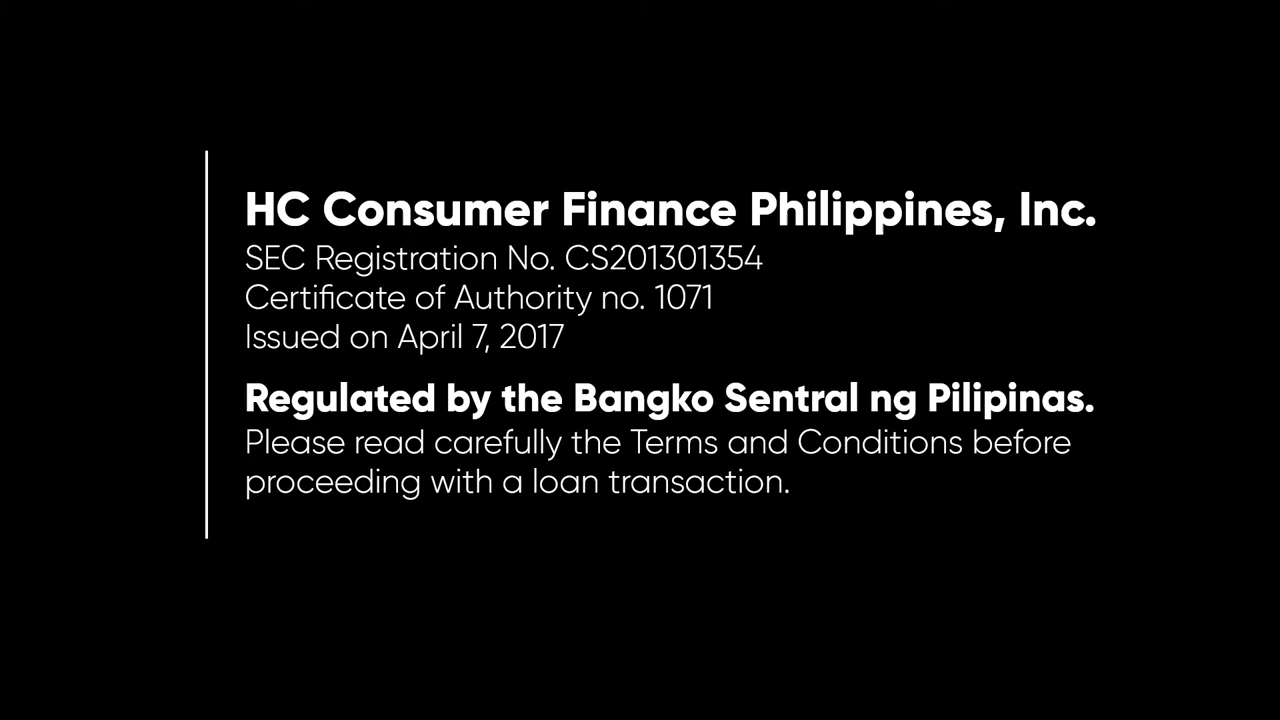 HC Consumer Finance Philippines, Inc.
SEC Registration No. CS201301354
Certificate of Authority no. 1071
Issued on April 7, 2017
Regulated by the Bangko Sentral ng Pilipinas.
Please read carefully the Terms and Conditions before
proceeding with a loan transaction.